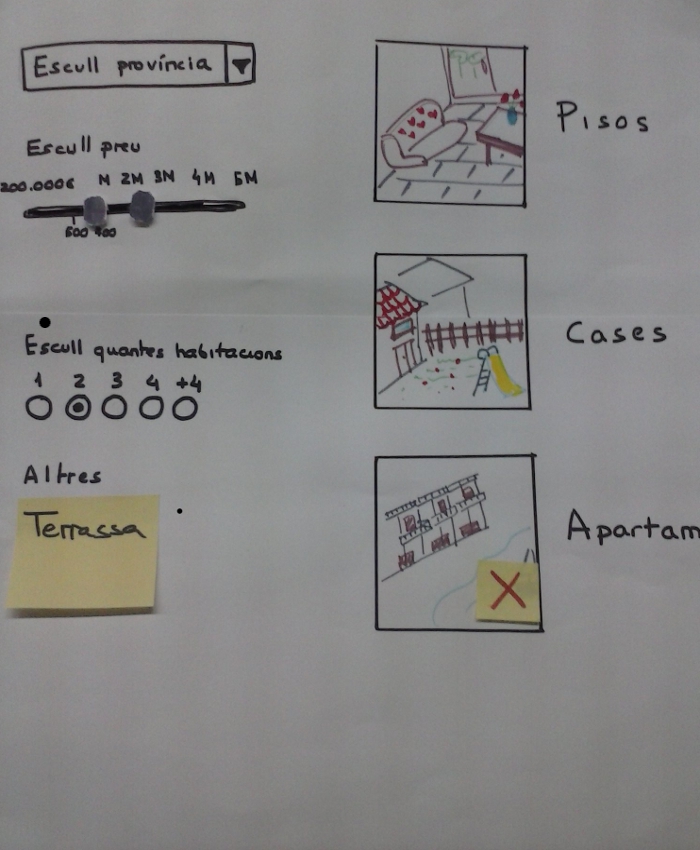 Escull província
Escull preu
200.000€ M 2M 3M 4M 5M
600 400
Escull quantes habitacions
1 2 3 4 +4
Altres
Terrassa
Pisos
Cases
Apartam
X